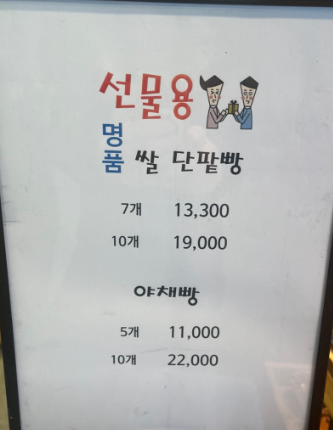 선물용
명품 쌀 단팥빵
7개 13,300
10개 19,000
야채빵
5개 11,000
10개 22,000